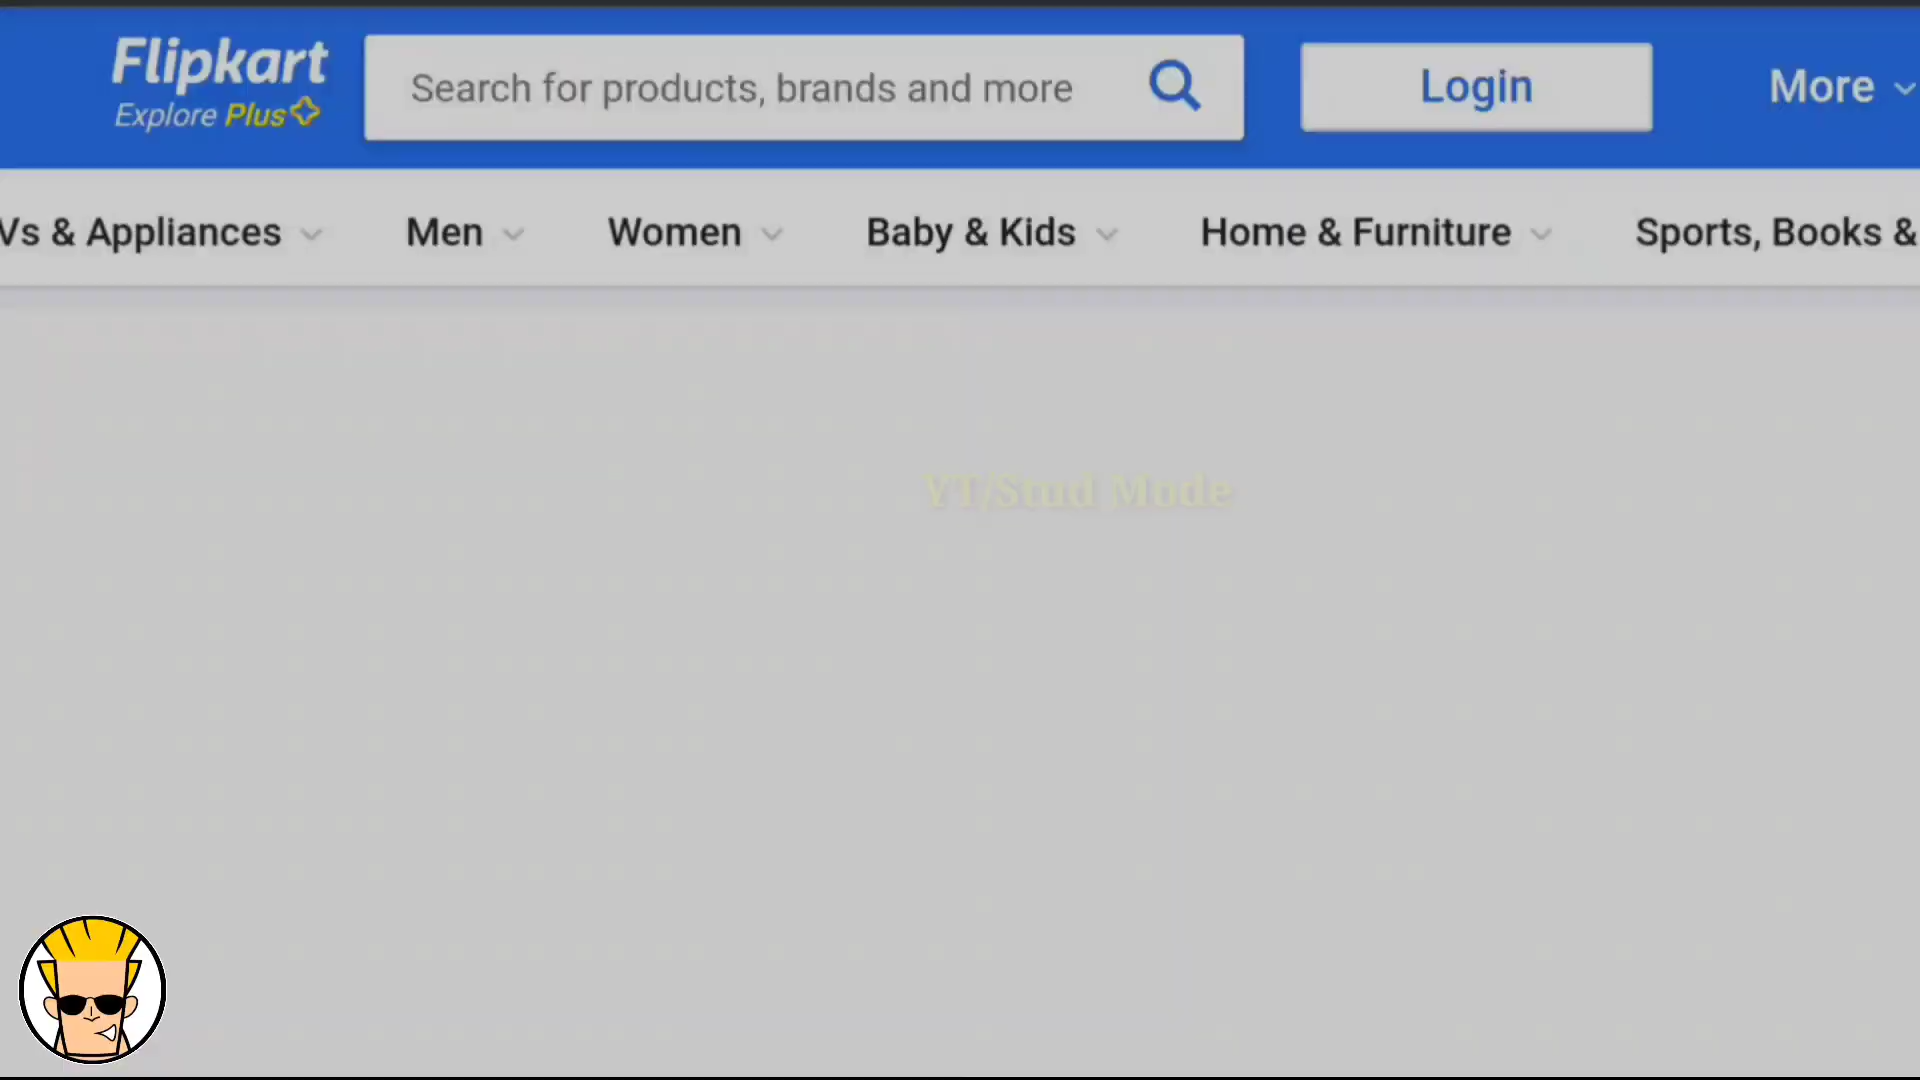 Flipkart
Explore Plus
Search for products, brands and more
Login
More
Vs & Appliances
Men
Women
Baby & Kids
Home & Furniture
Sports, Books &
YT/Stud Mode